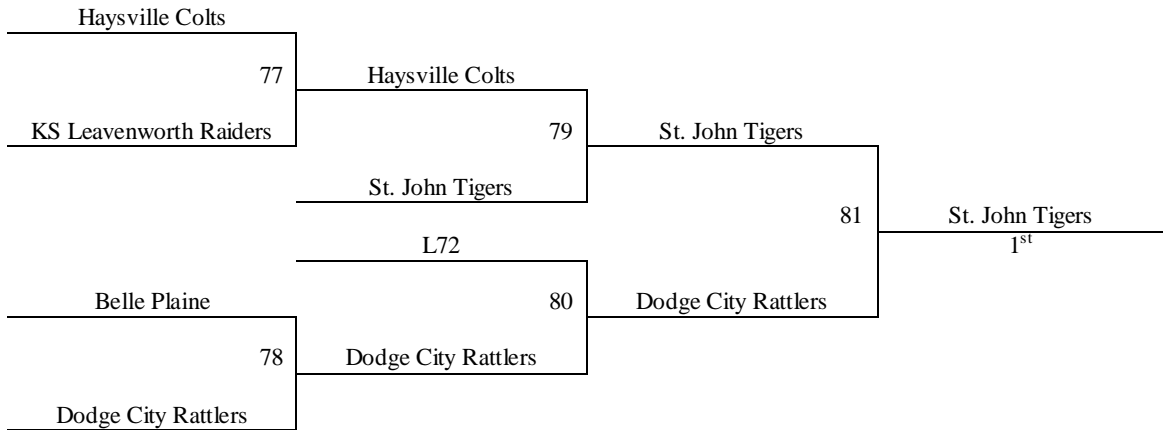 Haysville Colts
77
Haysville Colts
KS Leavenworth Raiders
79
St. John Tigers
St. John Tigers
81
St. John Tigers
1st
L72
Belle Plaine
80
Dodge City Rattlers
78
Dodge City Rattlers
Dodge City Rattlers